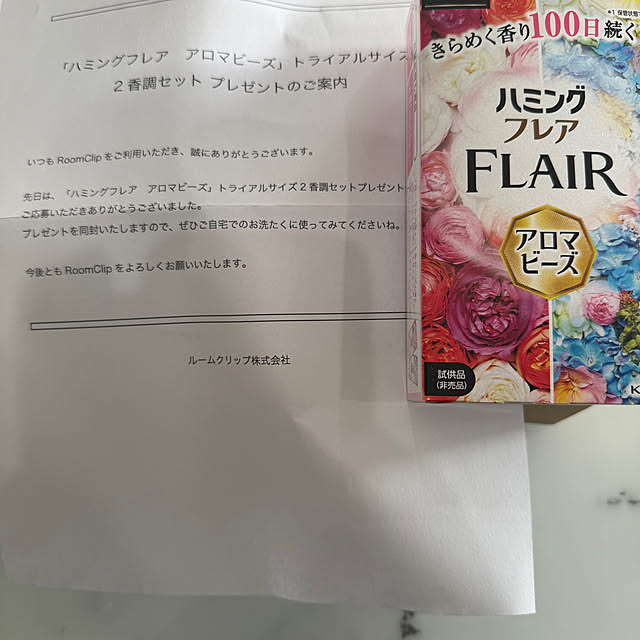 「ハミングフレア　アロマビーズ」トライアルサイズ
2香調セット プレゼントのご案内
いつも RoomClip をご利用いただき、誠にありがとうございます。
先日は、「ハミングフレア　アロマビーズ」トライアルサイズ2香調セットプレゼント
ご応募いただきありがとうございました。
プレゼントを同封いたしますので、ぜひご自宅でのお洗たくに使ってみてくださいね。
今後とも RoomClip をよろしくお願いいたします。
ルームクリップ株式会社
*1 保管状態
きらめく香り100日続く
ハミング
フレア
FLAIR
アロマ
ビーズ
試供品
(非売品)
K